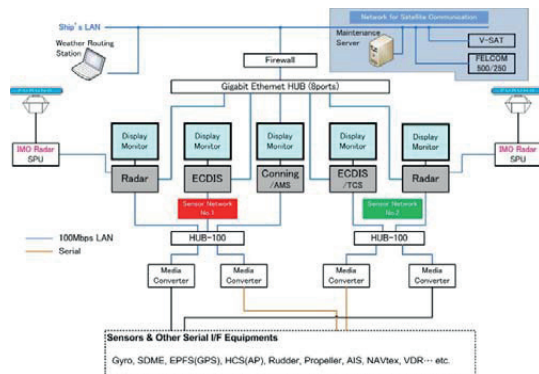 Network for Satellite Communication
Ship's LAN
Weather Routing
Station
Maintenance
Server
V-SAT
FELCOM
500/250
Firewall
Gigabit Ethernet HUB (8ports)
Display
Monitor
Display
Monitor
Display
Monitor
Display
Monitor
Display
Monitor
IMO Radar
SPU
IMO Radar
SPU
Radar
ECDIS
Conning
/AMS
ECDIS
/TCS
Radar
Sensor Network
No.1
Sensor Network
No.2
100Mbps LAN
Serial
HUB-100
HUB-100
Media
Converter
Media
Converter
Media
Converter
Media
Converter
Sensors & Other Serial I/F Equipments
Gyro, SDME, EPFS(GPS), HCS(AP), Rudder, Propeller, AIS, NAVtex, VDR… etc.